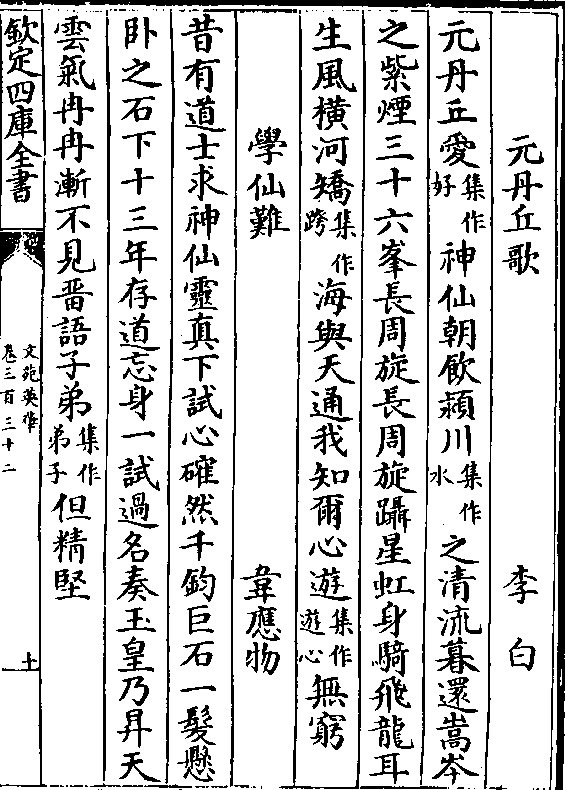 元丹丘歌 李白
元丹丘愛集作好神仙朝飲潁川集作水之清流暮還嵩岑
之紫煙三十六峯長周旋長周旋躡星虹身騎飛龍耳
生風橫河矯集作跨海與天通我知爾心遊集作遊心無窮
學仙難 韋應物
昔有道士求神仙靈真下試心確然千鈞巨石一髮懸
卧之石下十三年存道忘身一試過名奏玉皇乃昇天
雲氣冉冉漸不見畱語子弟集作弟子但精堅
欽定四庫全書
文苑英華
卷三百三十二
十一